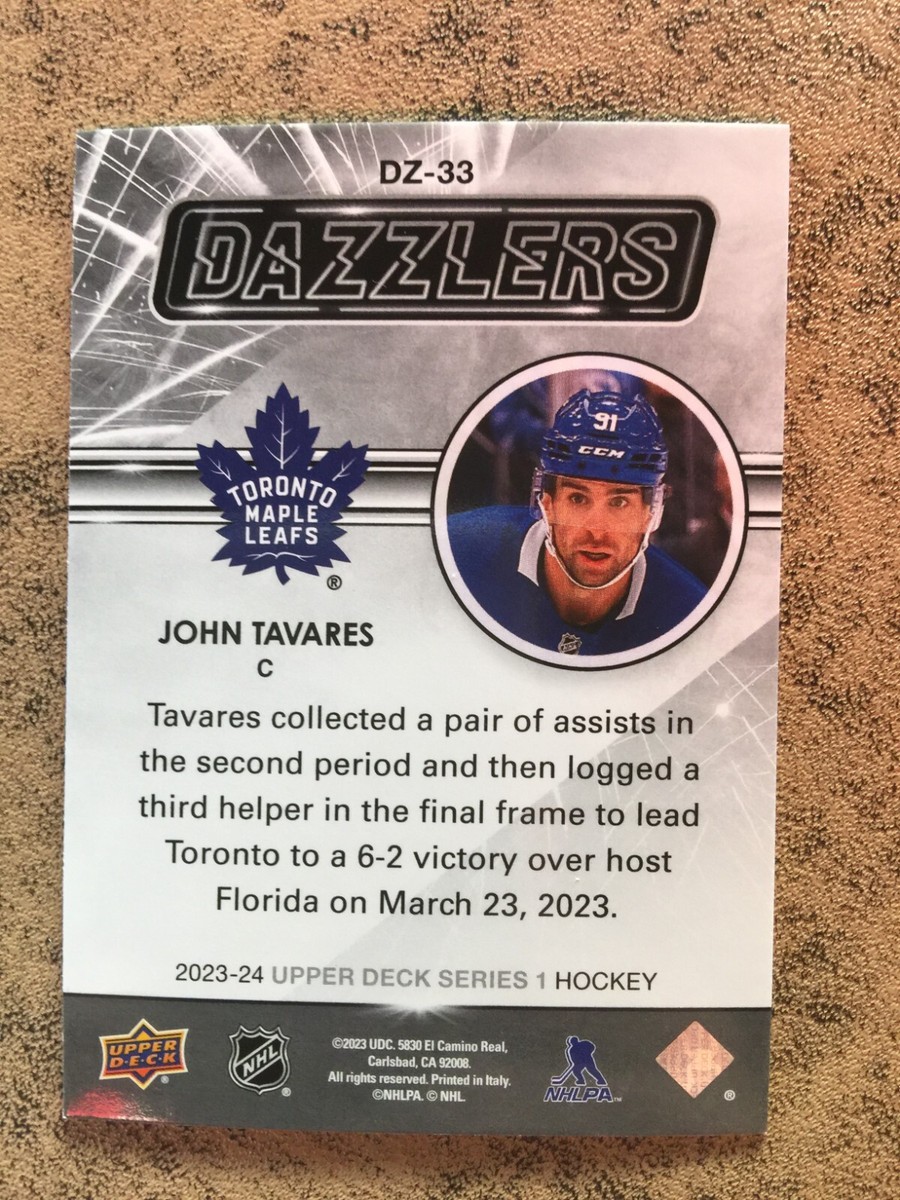 DZ-33
DAZZLERS
91
CCM
TORONTO
MAPLE
LEAFS
®
JOHN TAVARES
C
Tavares collected a pair of assists in
the second period and then logged a
third helper in the final frame to lead
Toronto to a 6-2 victory over host
Florida on March 23, 2023.
2023-24 UPPER DECK SERIES 1 HOCKEY
UPPER
D·E·C·K
®
NHL
®
©2023 UDC. 5830 El Camino Real,
Carlsbad, CA 92008.
All rights reserved. Printed in Italy.
©NHLPA. © NHL.
NHLPA™
®